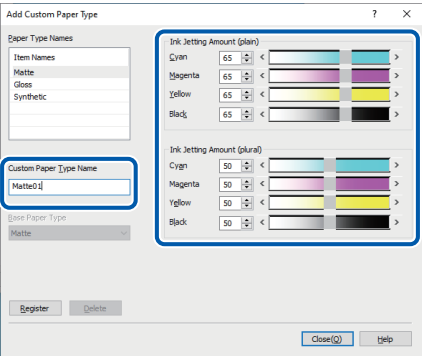 Add Custom Paper Type ? ×
Paper Type Names
Item Names
Matte
Gloss
Synthetic
Custom Paper Type Name
Matte01
Base Paper Type
Matte
Register Delete
Ink Jetting Amount (plain)
Cyan 65 < >
Magenta 65 < >
Yellow 65 < >
Black 65 < >
Ink Jetting Amount (plural)
Cyan 50 < >
Magenta 50 < >
Yellow 50 < >
Black 50 < >
Close(O) Help